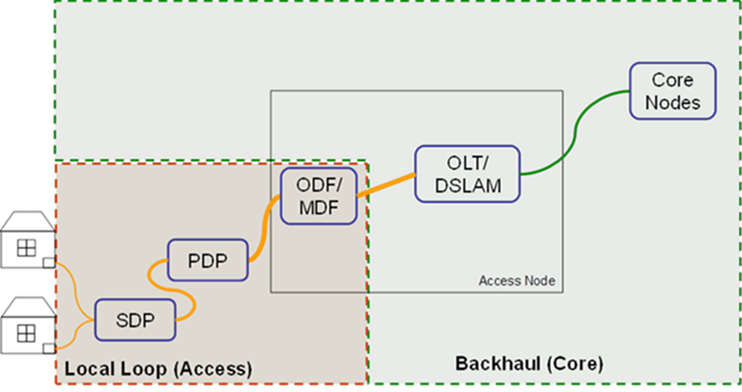 Core
Nodes
OLT/
DSLAM
ODF/
MDF
PDP
Access Node
SDP
Local Loop (Access)
Backhaul (Core)